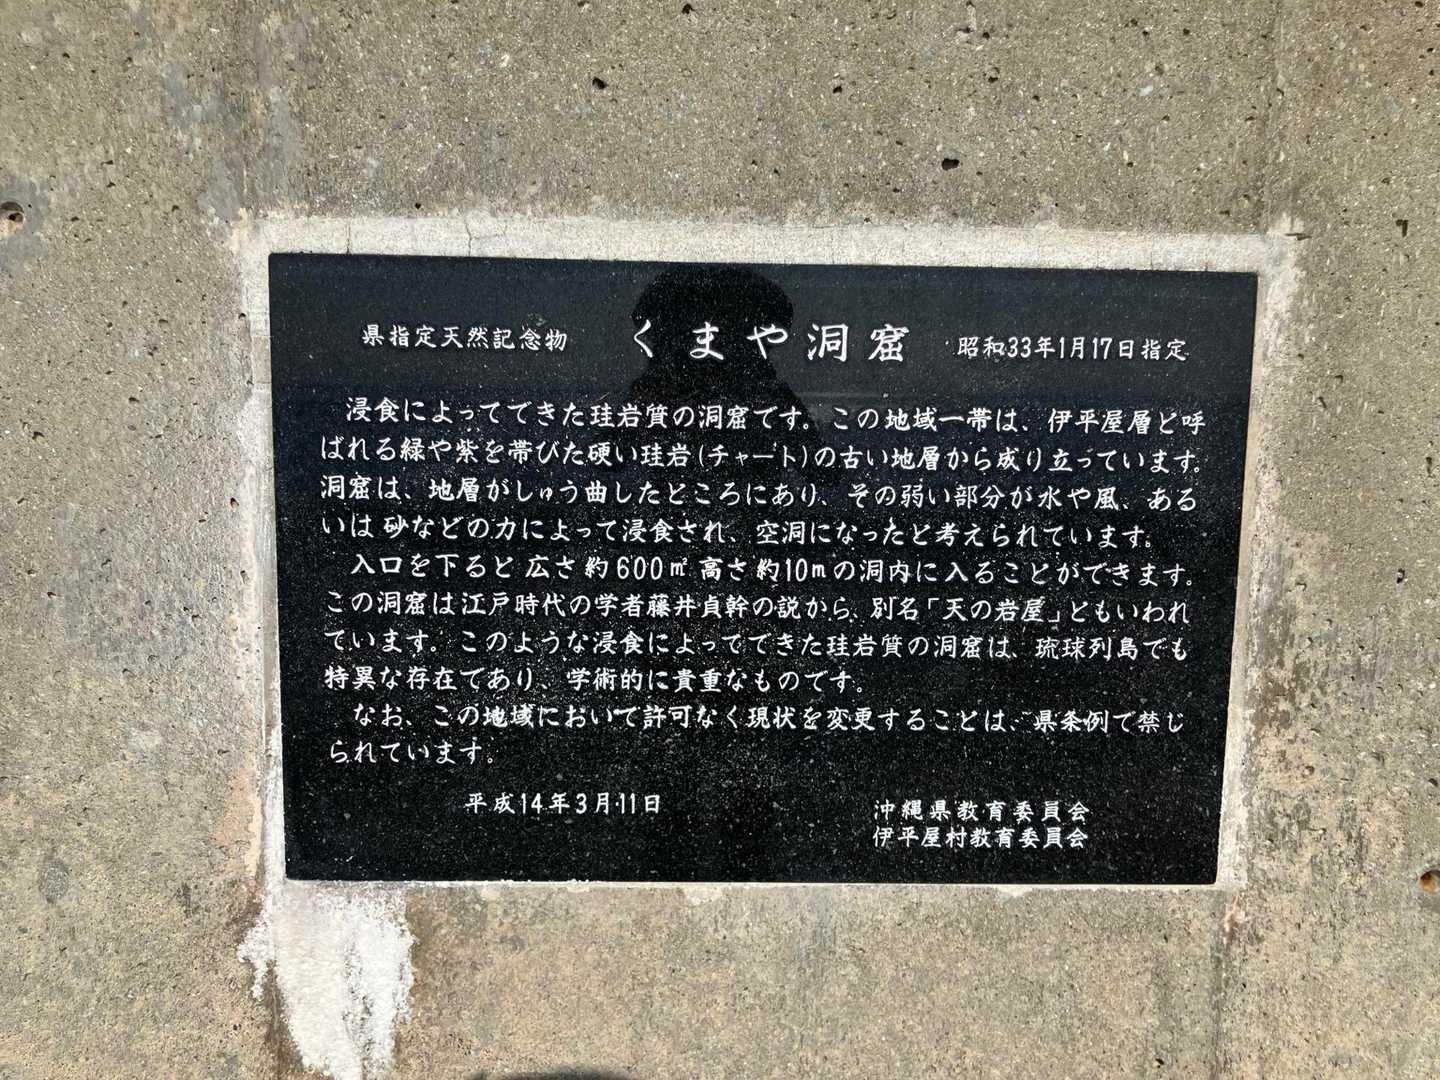 県指定天然記念物 くまや洞窟 昭和33年1月17日指定
浸食によってできた珪岩質の洞窟です。この地域一帯は、伊平屋層と呼
ばれる緑や紫を帯びた硬い珪岩(チャート)の古い地層から成り立っています。
洞窟は、地層がしゅう曲したところにあり、その弱い部分が水や風、ある
いは砂などの力によって浸食され、空洞になったと考えられています。
入口を下ると広さ約600㎡高さ約10mの洞内に入ることができます。
この洞窟は江戸時代の学者藤井貞幹の説から、別名「天の岩屋」ともいわれ
ています。このような浸食によってできた珪岩質の洞窟は、琉球列島でも
特異な存在であり、学術的に貴重なものです。
なお、この地域において許可なく現状を変更することは、県条例で禁じ
られています。
平成14年3月11日
沖縄県教育委員会
伊平屋村教育委員会